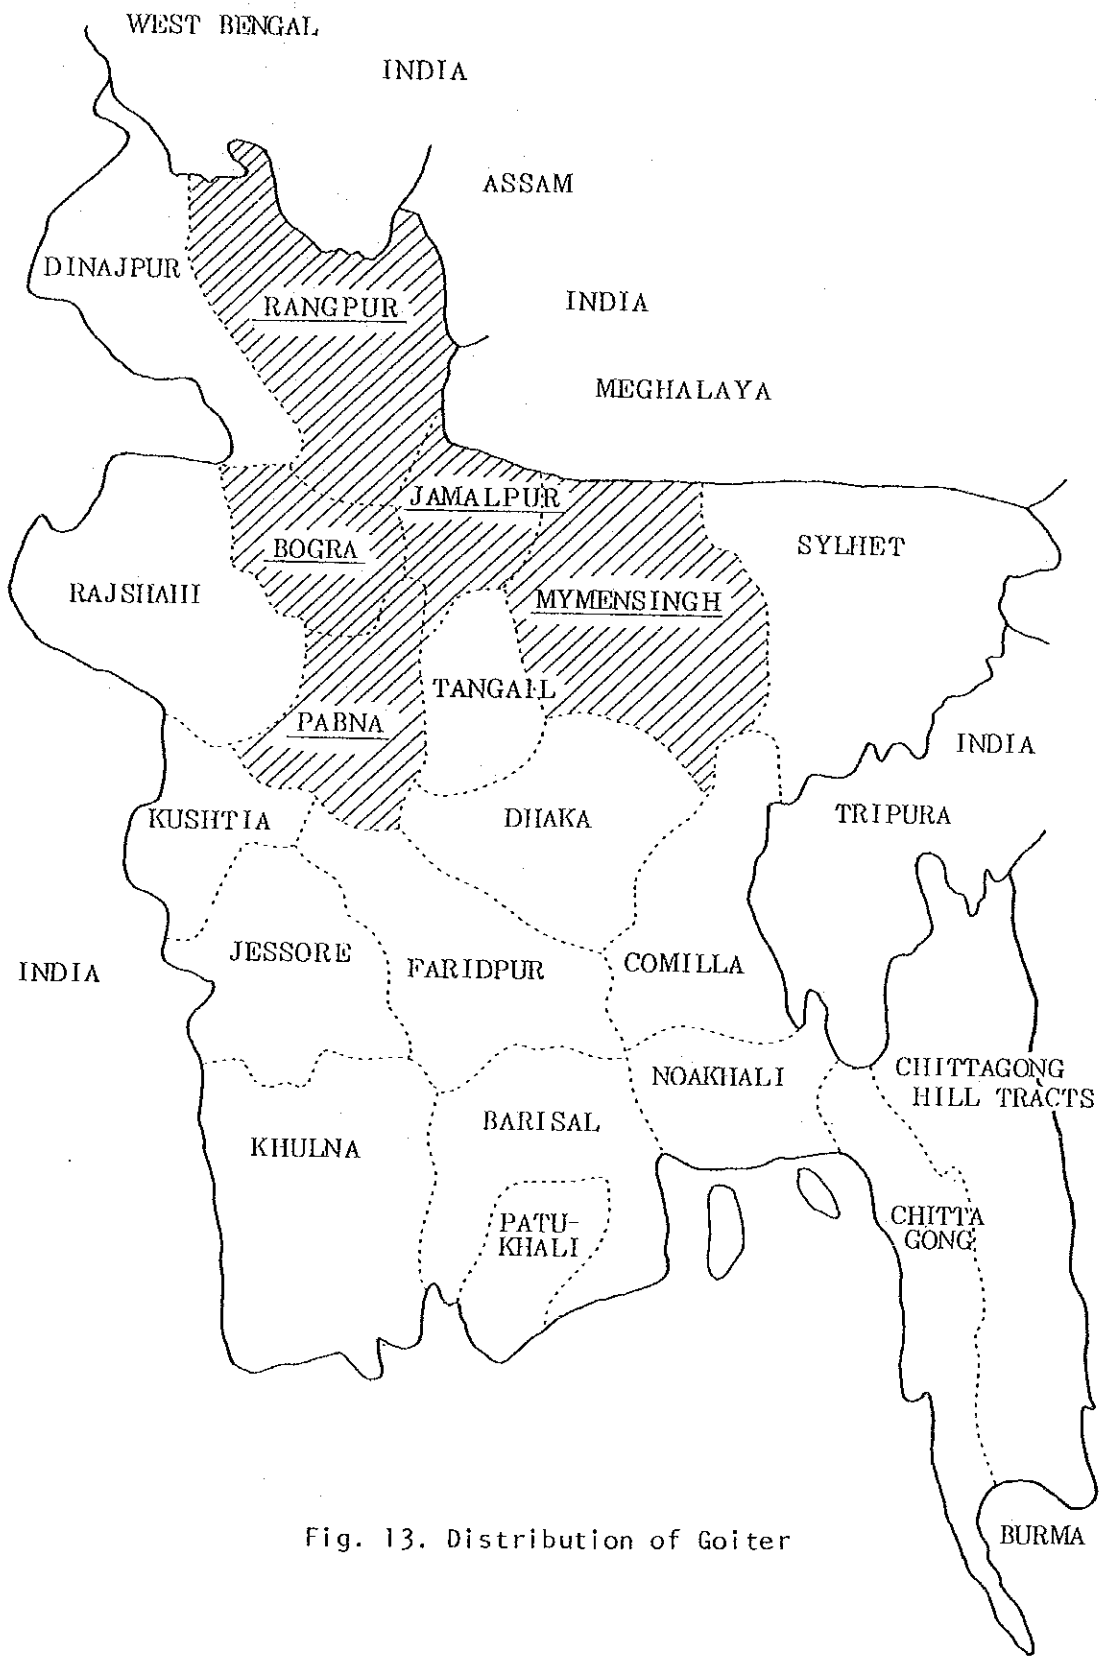 WEST BENGAL
INDIA
ASSAM
DINAJPUR
RANGPUR
INDIA
MEGHALAYA
JAMALPUR
BOGRA
SYLHET
RAJSHAHI
MYMENSINGH
TANGAIL
PABNA
INDIA
KUSHTIA
DHAKA
TRIPURA
JESSORE
FARIDPUR
COMILLA
INDIA
NOAKHALI
CHITTAGONG
HILL TRACTS
BARISAL
KHULNA
PATU-
KHALI
CHITTA
GONG
Fig. 13. Distribution of Goiter
BURMA